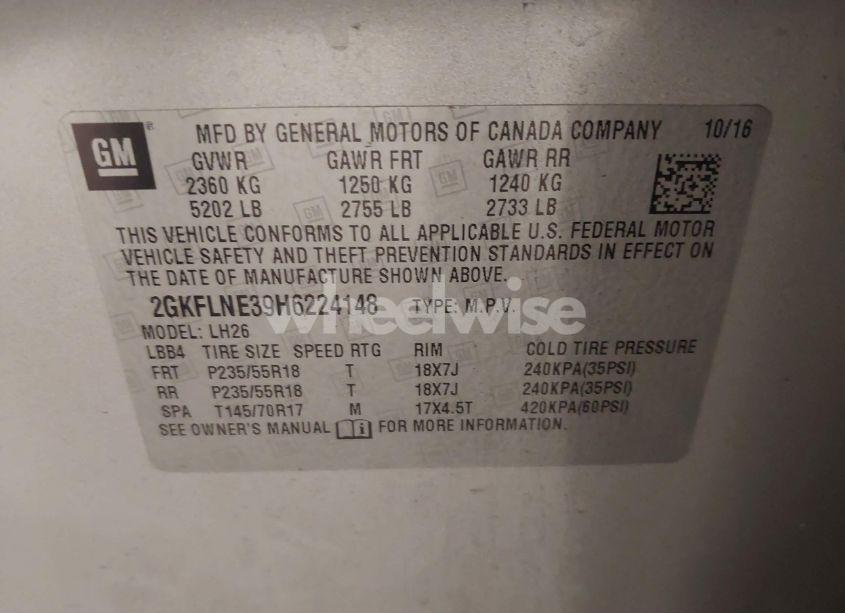 GM ® MFD BY GENERAL MOTORS OF CANADA COMPANY 10/16
GVWR GAWR FRT GAWR RR
2360 KG 1250 KG 1240 KG
5202 LB 2755 LB 2733 LB
THIS VEHICLE CONFORMS TO ALL APPLICABLE U.S. FEDERAL MOTOR
VEHICLE SAFETY AND THEFT PREVENTION STANDARDS IN EFFECT ON
THE DATE OF MANUFACTURE SHOWN ABOVE.
2GKFLNE39H6224148 TYPE: M.P.V.
wheelwise
MODEL: LH26
LBB4 TIRE SIZE SPEED RTG RIM COLD TIRE PRESSURE
FRT P235/55R18 T 18X7J 240KPA(35PSI)
RR P235/55R18 T 18X7J 240KPA(35PSI)
SPA T145/70R17 M 17X4.5T 420KPA(60PSI)
SEE OWNER'S MANUAL i FOR MORE INFORMATION.